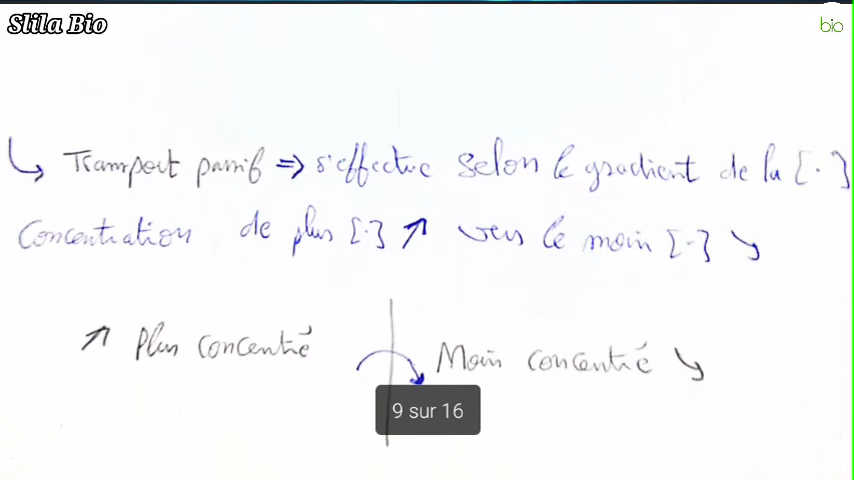 Slila Bio
bio
↳ Transport passif => s'effectue selon le gradient de la [.]
Concentration de plus [.] ↗ vers le moin [.] ↘
↗ Plus concentré
Moin concentré ↘
9 sur 16